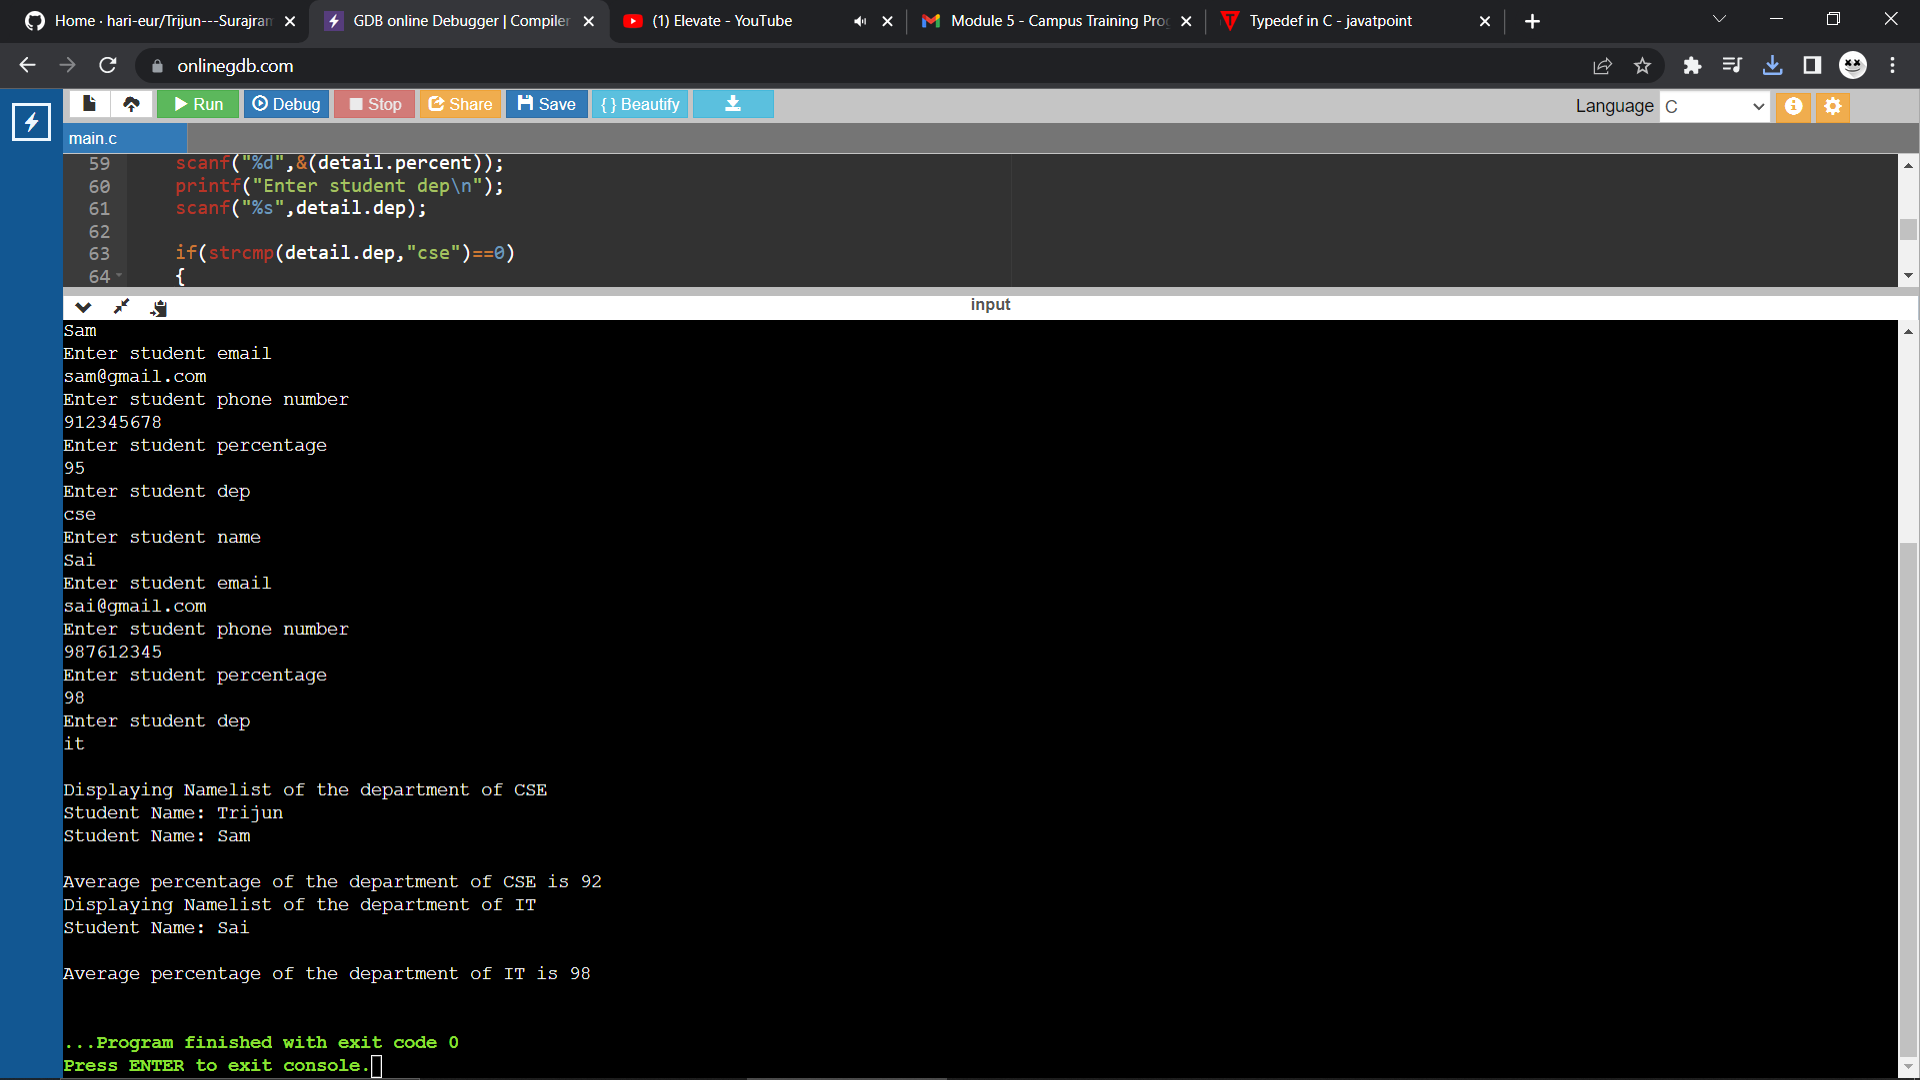 Home · hari-eur/Trijun---Surajram
GDB online Debugger | Compiler
(1) Elevate - YouTube
Module 5 - Campus Training Prog
Typedef in C - javatpoint
onlinegdb.com
Run
Debug
Stop
Share
Save
{ } Beautify
Language
C
main.c
59 scanf("%d",&(detail.percent));
60 printf("Enter student dep\n");
61 scanf("%s",detail.dep);
62
63 if(strcmp(detail.dep,"cse")==0)
64 {
input
Sam
Enter student email
sam@gmail.com
Enter student phone number
912345678
Enter student percentage
95
Enter student dep
cse
Enter student name
Sai
Enter student email
sai@gmail.com
Enter student phone number
987612345
Enter student percentage
98
Enter student dep
it
Displaying Namelist of the department of CSE
Student Name: Trijun
Student Name: Sam
Average percentage of the department of CSE is 92
Displaying Namelist of the department of IT
Student Name: Sai
Average percentage of the department of IT is 98
...Program finished with exit code 0
Press ENTER to exit console.